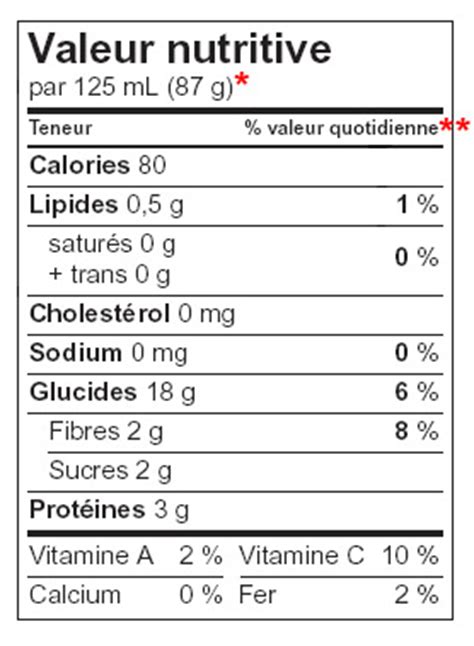 Valeur nutritive
par 125 mL (87 g)*
Teneur % valeur quotidienne**
Calories 80
Lipides 0,5 g 1 %
saturés 0 g
+ trans 0 g 0 %
Cholestérol 0 mg
Sodium 0 mg 0 %
Glucides 18 g 6 %
Fibres 2 g 8 %
Sucres 2 g
Protéines 3 g
Vitamine A 2 % Vitamine C 10 %
Calcium 0 % Fer 2 %